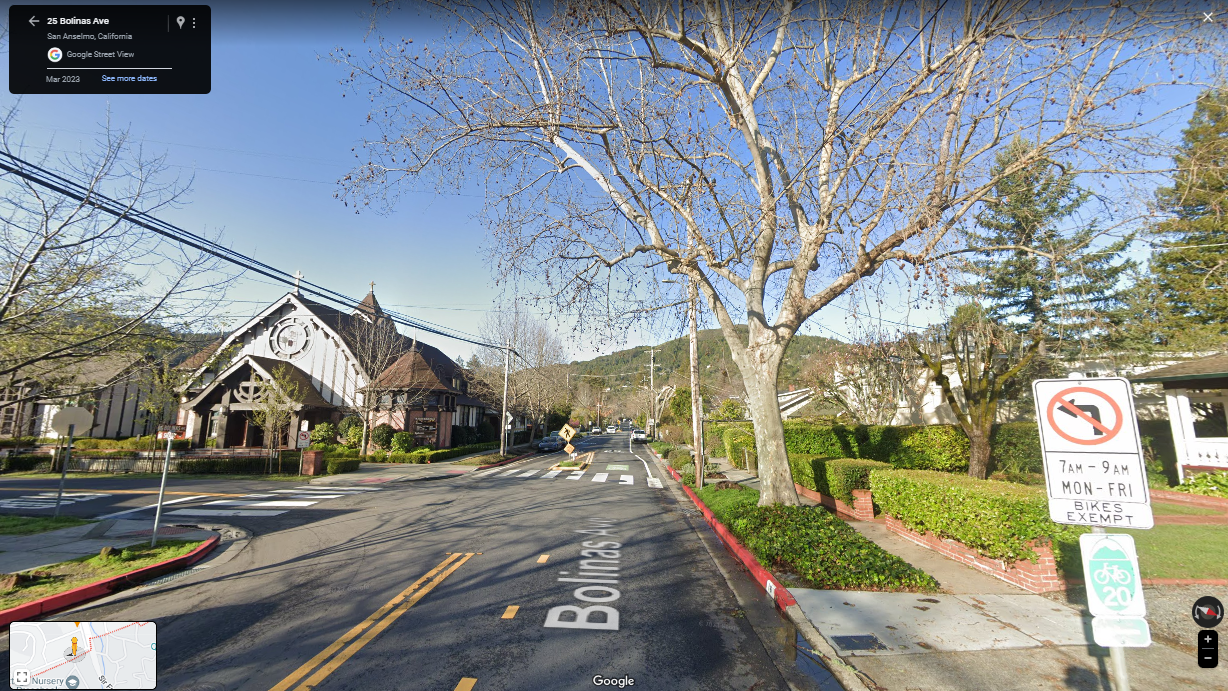 25 Bolinas Ave
San Anselmo, California
Google Street View
Mar 2023
See more dates
7AM - 9AM
MON - FRI
BIKES
EXEMPT
20
Bolinas Ave
Nursery
Google